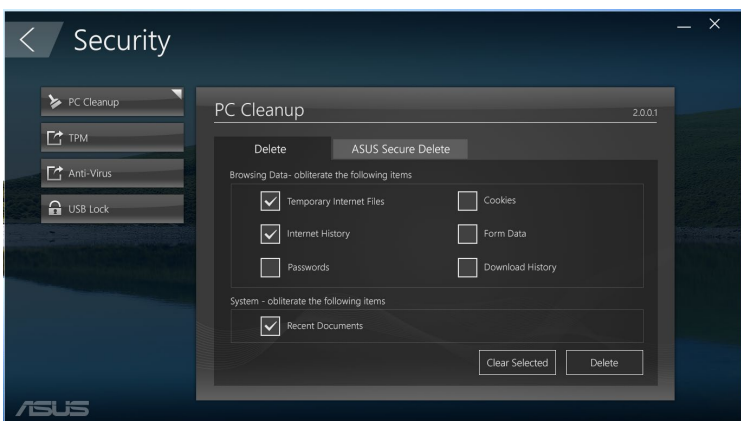 Security
PC Cleanup
TPM
Anti-Virus
USB Lock
PC Cleanup 2.0.0.1
Delete ASUS Secure Delete
Browsing Data- obliterate the following items
Temporary Internet Files Cookies
Internet History Form Data
Passwords Download History
System - obliterate the following items
Recent Documents
Clear Selected Delete
ASUS